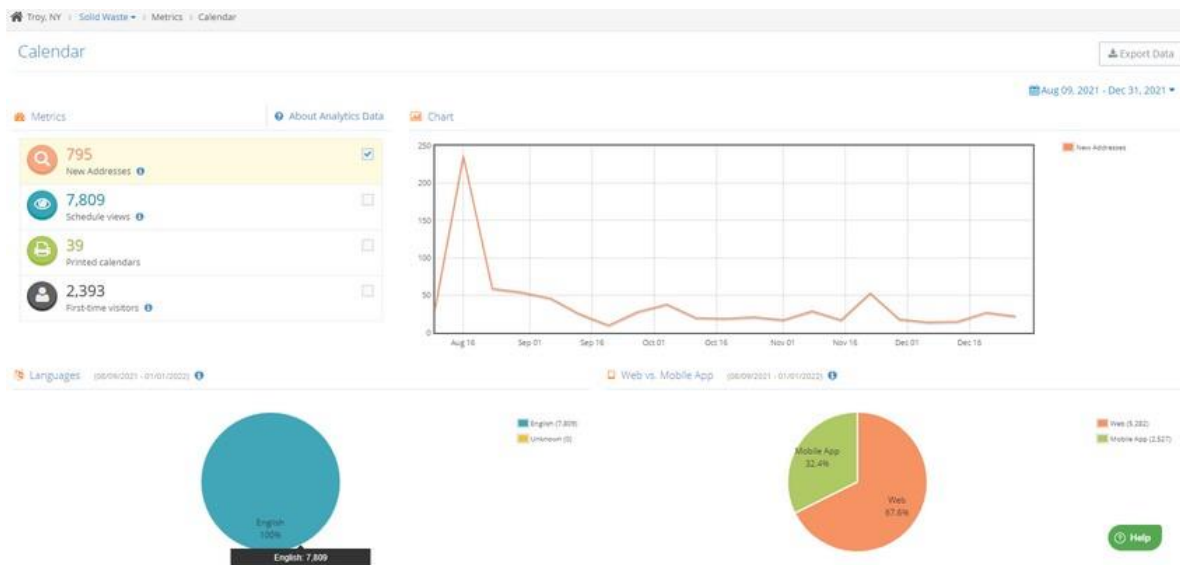 Troy, NY Solid Waste Metrics Calendar
Calendar
Export Data
Aug 09, 2021 - Dec 31, 2021
Metrics
About Analytics Data
795
New Addresses
7,809
Schedule views
39
Printed calendars
2,393
First-time visitors
Chart
250
200
150
100
50
0
Aug 16 Sep 01 Sep 16 Oct 01 Oct 16 Nov 01 Nov 16 Dec 01 Dec 16
New Addresses
Languages (08/09/2021 - 01/01/2022)
English (7,809)
Unknown (0)
English
100%
English: 7,809
Web vs. Mobile App (08/09/2021 - 01/01/2022)
Mobile App
32.4%
Web
67.6%
Web (5,282)
Mobile App (2,527)
Help